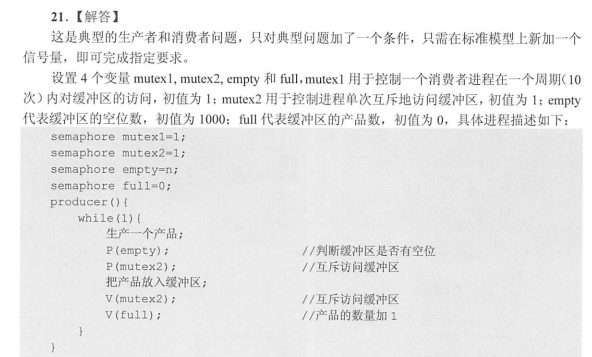 21.【解答】
这是典型的生产者和消费者问题，只对典型问题加了一个条件，只需在标准模型上新加一个
信号量，即可完成指定要求。
设置 4 个变量 mutex1, mutex2, empty 和 full，mutex1 用于控制一个消费者进程在一个周期（10
次）内对缓冲区的访问，初值为 1；mutex2 用于控制进程单次互斥地访问缓冲区，初值为 1；empty
代表缓冲区的空位数，初值为 1000；full 代表缓冲区的产品数，初值为 0，具体进程描述如下：
semaphore mutex1=1;
semaphore mutex2=1;
semaphore empty=n;
semaphore full=0;
producer(){
while(1){
生产一个产品;
P(empty); //判断缓冲区是否有空位
P(mutex2); //互斥访问缓冲区
把产品放入缓冲区;
V(mutex2); //互斥访问缓冲区
V(full); //产品的数量加 1
}
}